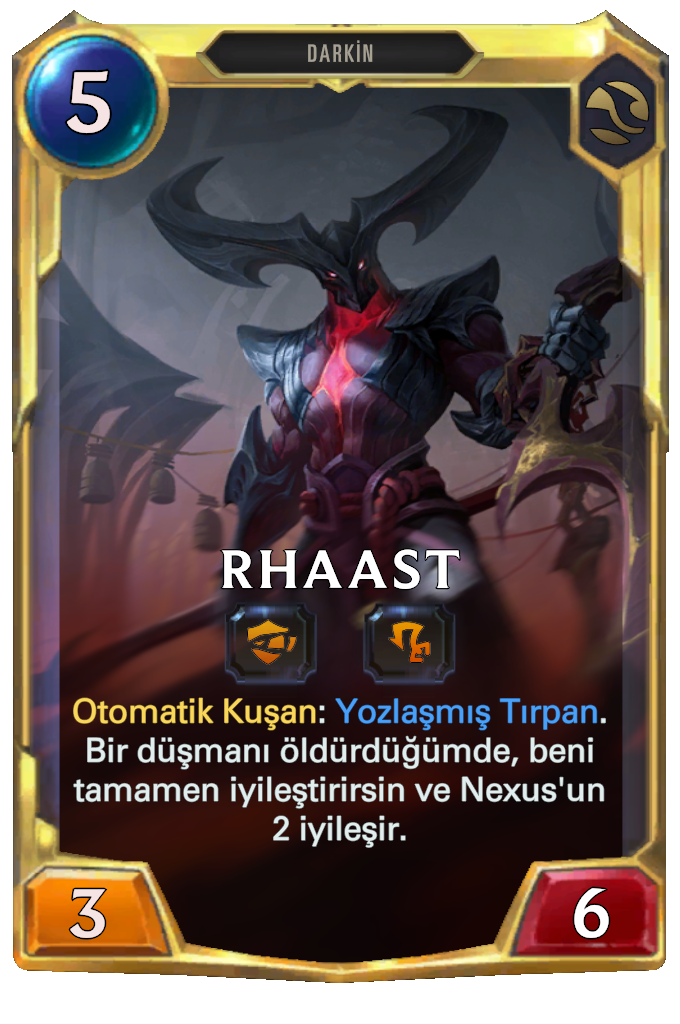 DARKİN
5
RHAAST
Otomatik Kuşan: Yozlaşmış Tırpan.
Bir düşmanı öldürdüğümde, beni
tamamen iyileştirirsin ve Nexus'un
2 iyileşir.
3
6